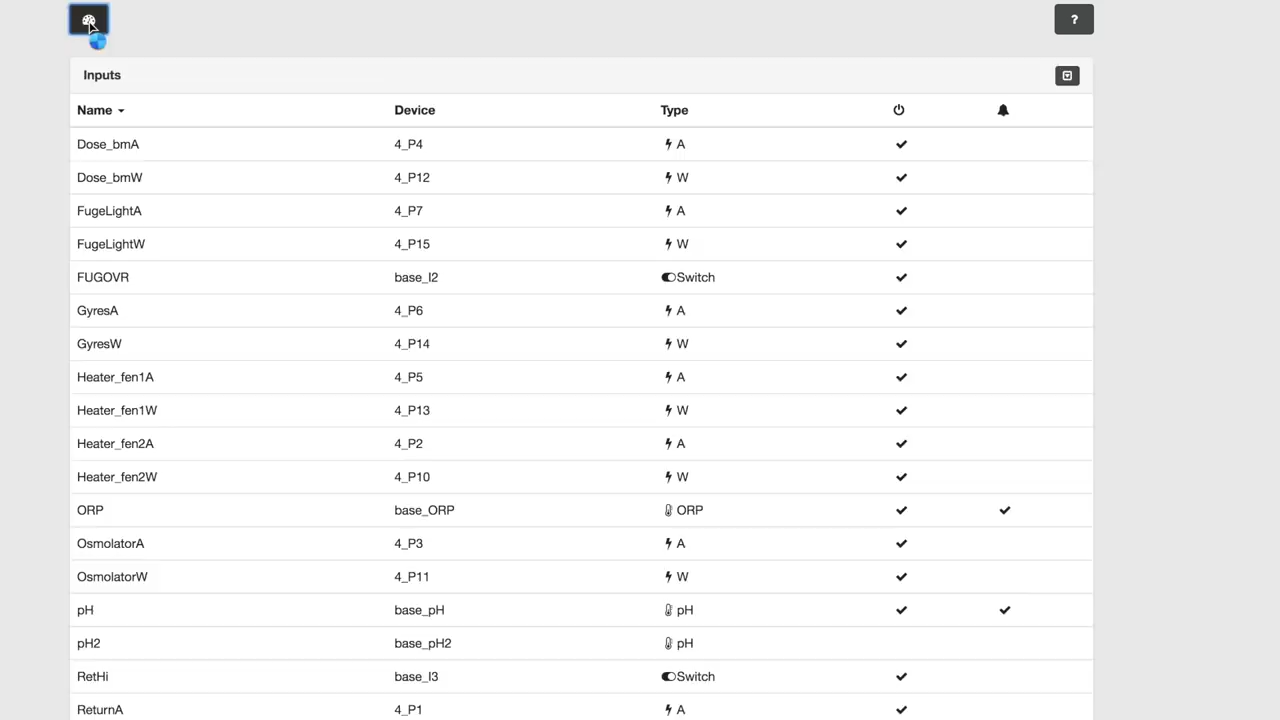 ?
Inputs
Name Device Type
Dose_bmA 4_P4 A
Dose_bmW 4_P12 W
FugeLightA 4_P7 A
FugeLightW 4_P15 W
FUGOVR base_I2 Switch
GyresA 4_P6 A
GyresW 4_P14 W
Heater_fen1A 4_P5 A
Heater_fen1W 4_P13 W
Heater_fen2A 4_P2 A
Heater_fen2W 4_P10 W
ORP base_ORP ORP
OsmolatorA 4_P3 A
OsmolatorW 4_P11 W
pH base_pH pH
pH2 base_pH2 pH
RetHi base_I3 Switch
ReturnA 4_P1 A